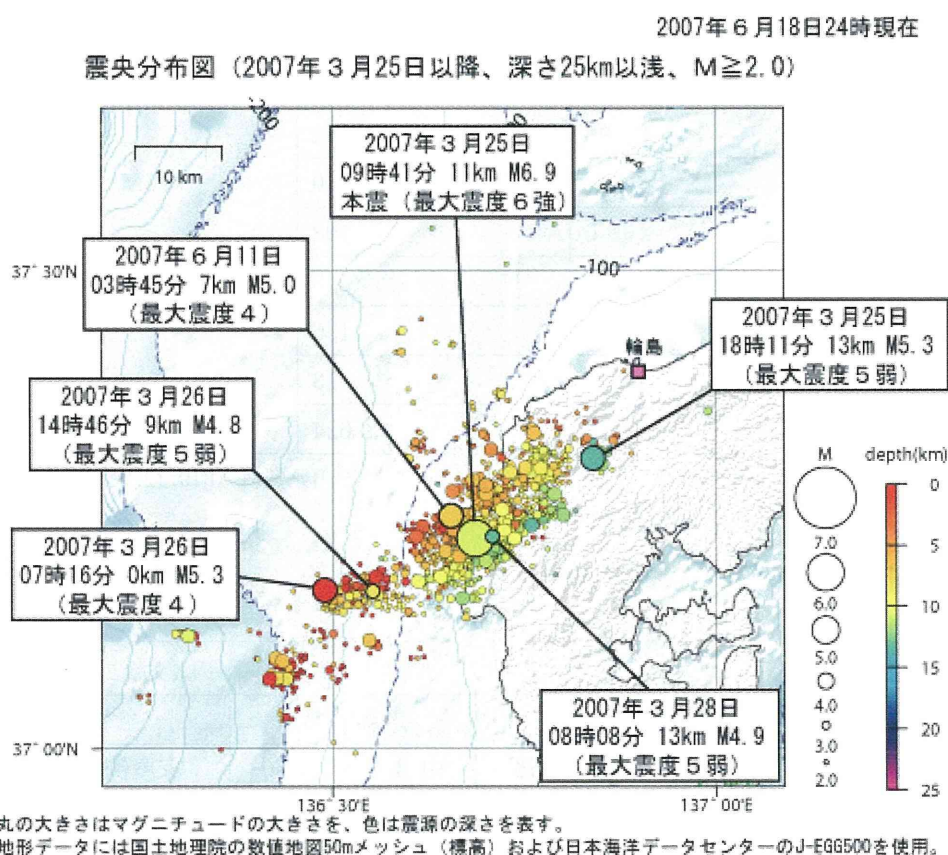 2007年6月18日24時現在
震央分布図（2007年3月25日以降、深さ25km以浅、M≧2.0）
200
10 km
2007年3月25日
09時41分 11km M6.9
本震（最大震度6強）
2007年6月11日
03時45分 7km M5.0
（最大震度4）
37°30'N
-100-
2007年3月25日
18時11分 13km M5.3
（最大震度5弱）
輪島
2007年3月26日
14時46分 9km M4.8
（最大震度5弱）
2007年3月26日
07時16分 0km M5.3
（最大震度4）
M
7.0
6.0
5.0
4.0
3.0
2.0
depth(km)
0
5
10
15
20
25
2007年3月28日
08時08分 13km M4.9
（最大震度5弱）
37°00'N
136°30'E
137°00'E
丸の大きさはマグニチュードの大きさを、色は震源の深さを表す。
地形データには国土地理院の数値地図50mメッシュ（標高）および日本海洋データセンターのJ-EGG500を使用。